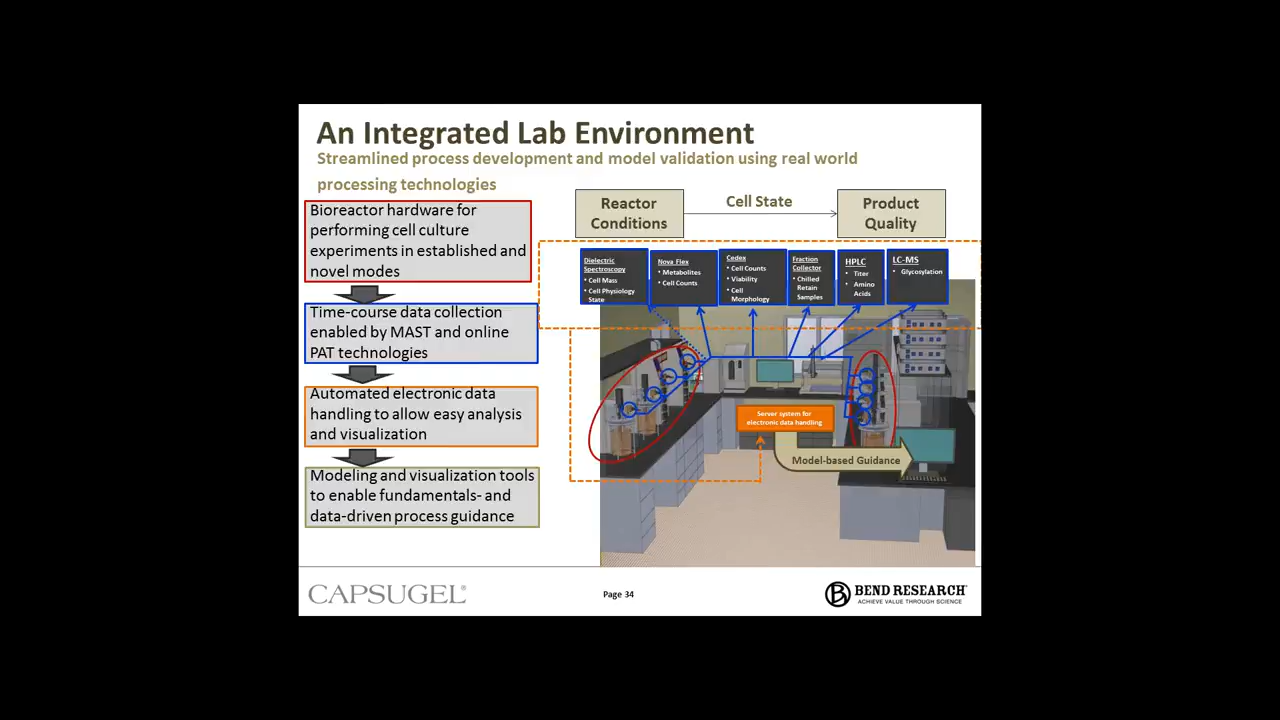 An Integrated Lab Environment
Streamlined process development and model validation using real world
processing technologies
Bioreactor hardware for
performing cell culture
experiments in established and
novel modes
Time-course data collection
enabled by MAST and online
PAT technologies
Automated electronic data
handling to allow easy analysis
and visualization
Modeling and visualization tools
to enable fundamentals- and
data-driven process guidance
Reactor
Conditions
Cell State
Product
Quality
Dielectric
Spectroscopy
• Cell Mass
• Cell Physiology
State
Nova Flex
• Metabolites
• Cell Counts
Cedex
• Cell Counts
• Viability
• Cell
Morphology
Fraction
Collector
• Chilled
Retain
Samples
HPLC
• Titer
• Amino
Acids
LC-MS
• Glycosylation
Server system for
electronic data handling
Model-based Guidance
CAPSUGEL®
Page 34
B BEND RESEARCH®
ACHIEVE VALUE THROUGH SCIENCE